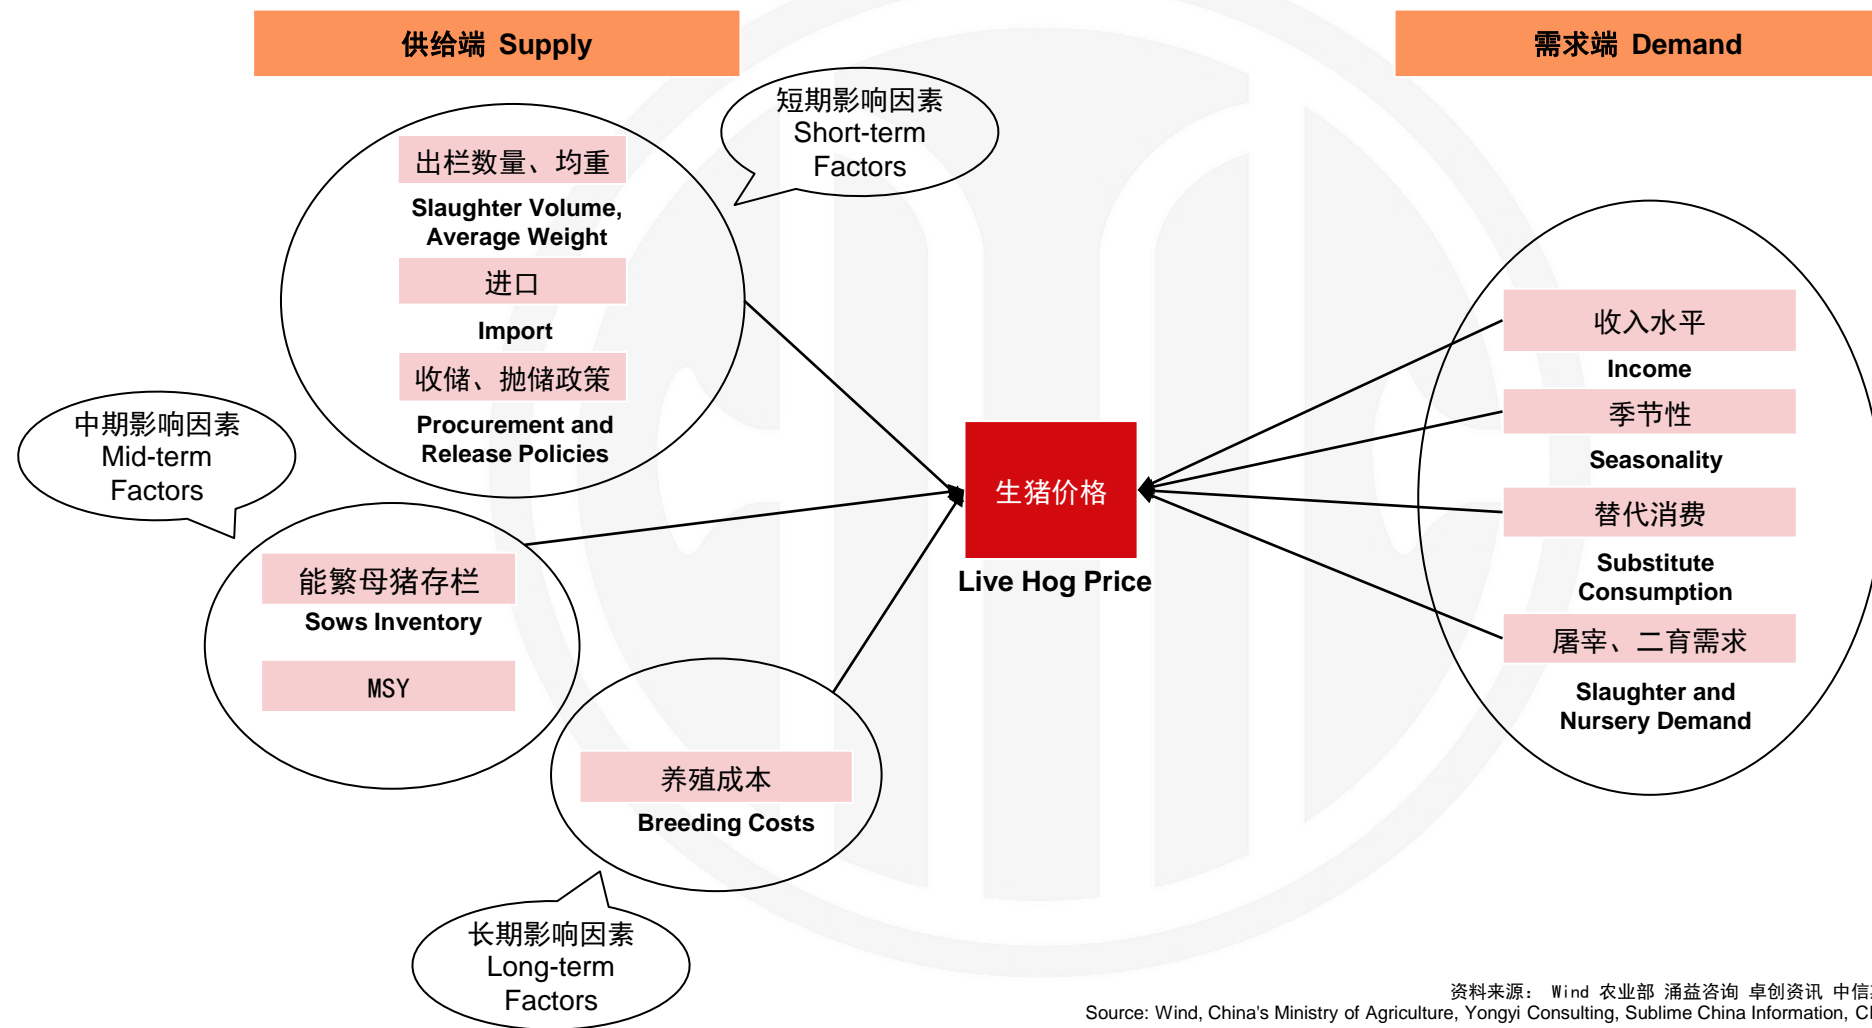 供给端 Supply
需求端 Demand
短期影响因素
Short-term
Factors
出栏数量、均重
Slaughter Volume,
Average Weight
进口
Import
收储、抛储政策
Procurement and
Release Policies
中期影响因素
Mid-term
Factors
能繁母猪存栏
Sows Inventory
MSY
养殖成本
Breeding Costs
长期影响因素
Long-term
Factors
生猪价格
Live Hog Price
收入水平
Income
季节性
Seasonality
替代消费
Substitute
Consumption
屠宰、二育需求
Slaughter and
Nursery Demand
资料来源: Wind 农业部 涌益咨询 卓创资讯 中信
Source: Wind, China's Ministry of Agriculture, Yongyi Consulting, Sublime China Information,